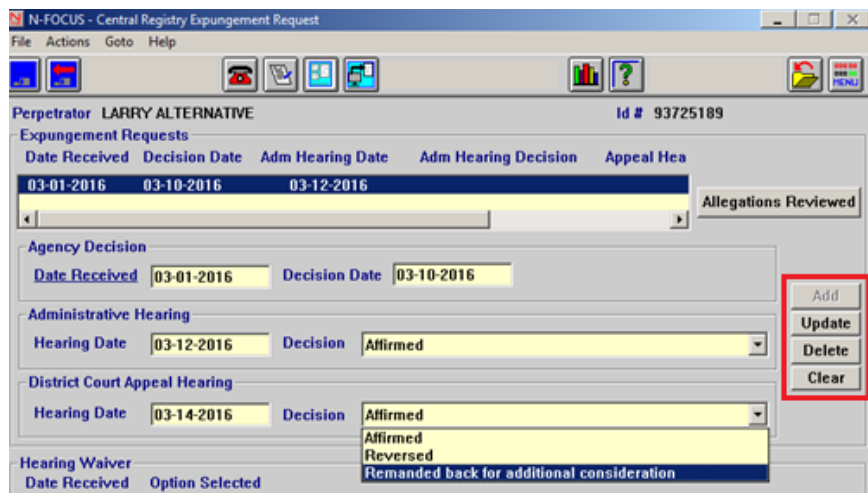 N-FOCUS - Central Registry Expungement Request
File Actions Goto Help
MENU
Perpetrator LARRY ALTERNATIVE Id # 93725189
Expungement Requests
Date Received Decision Date Adm Hearing Date Adm Hearing Decision Appeal Hea
03-01-2016 03-10-2016 03-12-2016
Allegations Reviewed
Agency Decision
Date Received 03-01-2016 Decision Date 03-10-2016
Add
Administrative Hearing
Update
Hearing Date 03-12-2016 Decision Affirmed
Delete
Clear
District Court Appeal Hearing
Hearing Date 03-14-2016 Decision Affirmed
Affirmed
Reversed
Remanded back for additional consideration
Hearing Waiver
Date Received Option Selected